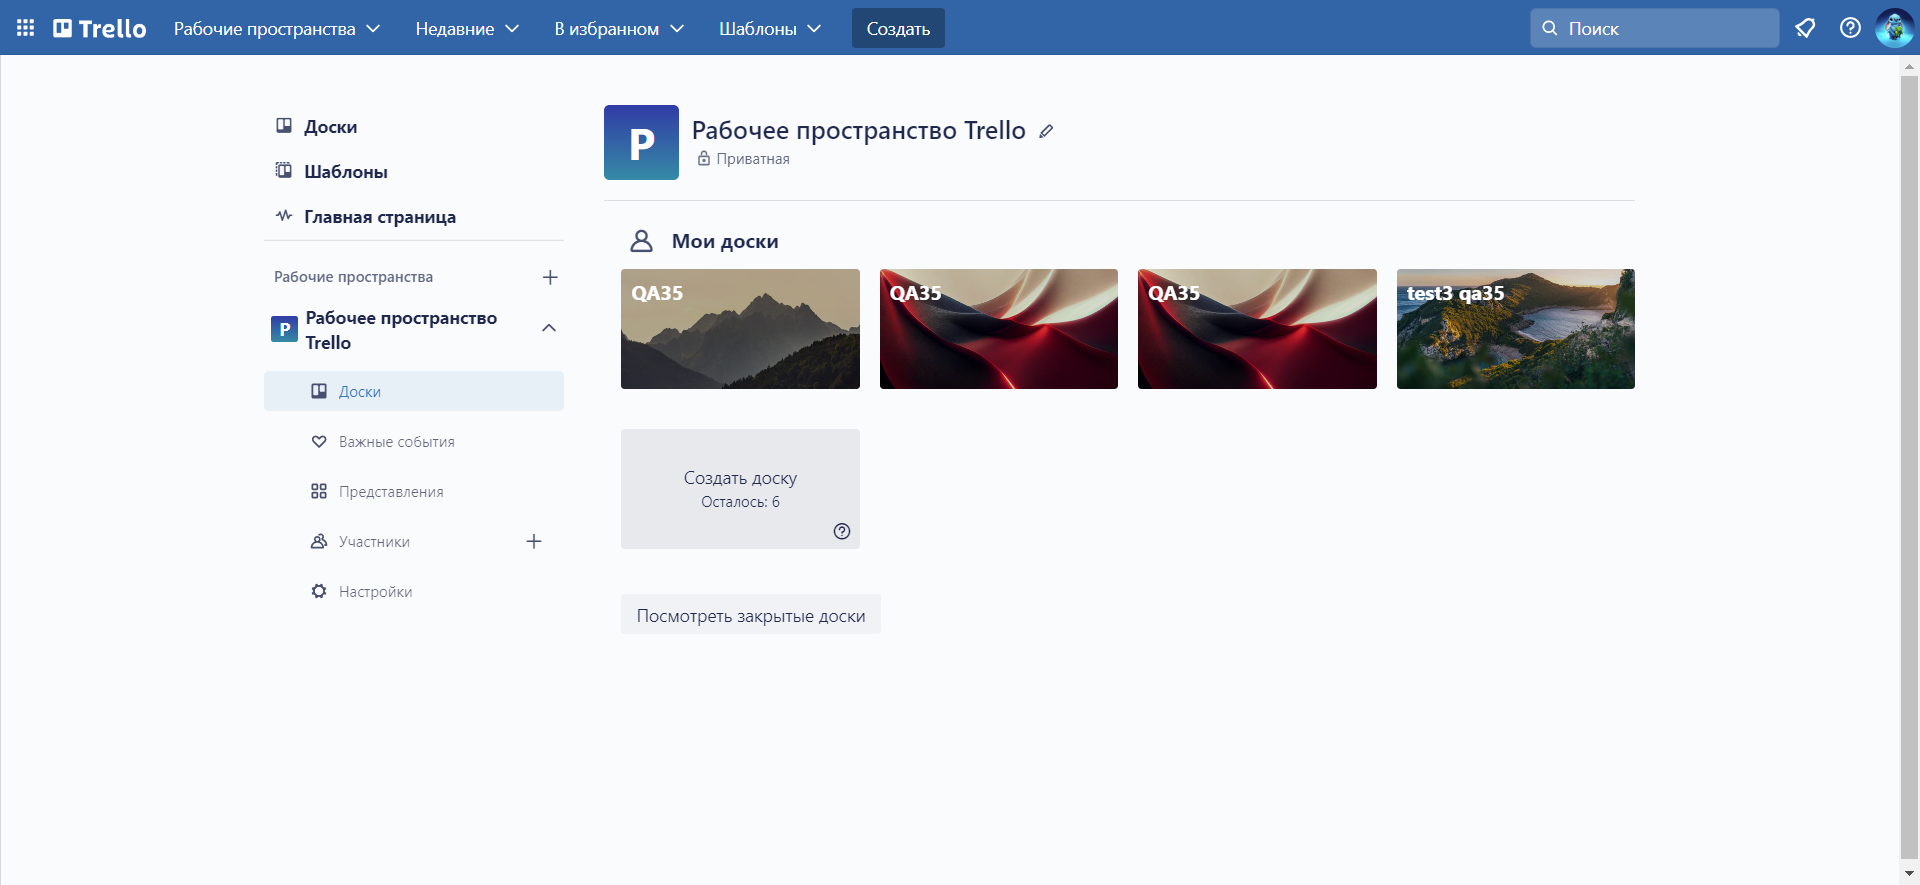 Trello
Рабочие пространства
Недавние
В избранном
Шаблоны
Создать
Поиск
Доски
Шаблоны
Главная страница
Рабочие пространства
P
Рабочее пространство
Trello
Доски
Важные события
Представления
Участники
Настройки
P
Рабочее пространство Trello
Приватная
Мои доски
QA35
QA35
QA35
test3 qa35
Создать доску
Осталось: 6
Посмотреть закрытые доски